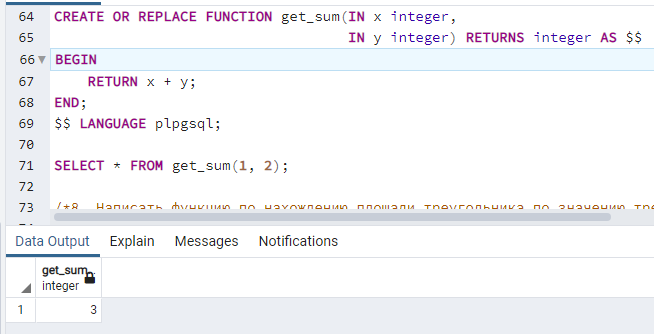 64 CREATE OR REPLACE FUNCTION get_sum(IN x integer,
65 IN y integer) RETURNS integer AS $$
66 BEGIN
67 RETURN x + y;
68 END;
69 $$ LANGUAGE plpgsql;
70
71 SELECT * FROM get_sum(1, 2);
72
73 /*8. Написать функцию по нахождению площади треугольника по значению тре
Data Output Explain Messages Notifications
get_sum
integer
1 3